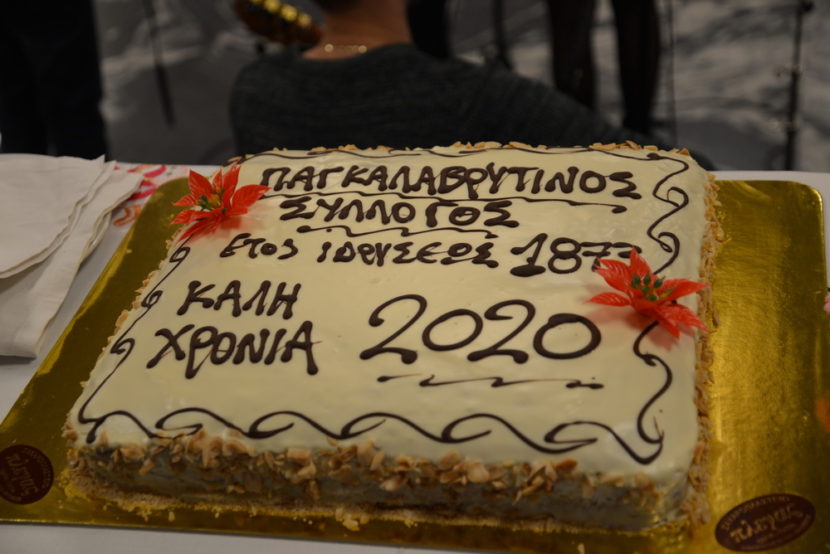 ΠΑΓΚΑΛΑΒΡΥΤΙΝΟΣ
ΣΥΛΛΟΓΟΣ
ΕΤΟΣ ΙΔΡΥΣΕΩΣ
ΚΑΛΗ
ΧΡΟΝΙΑ 2020